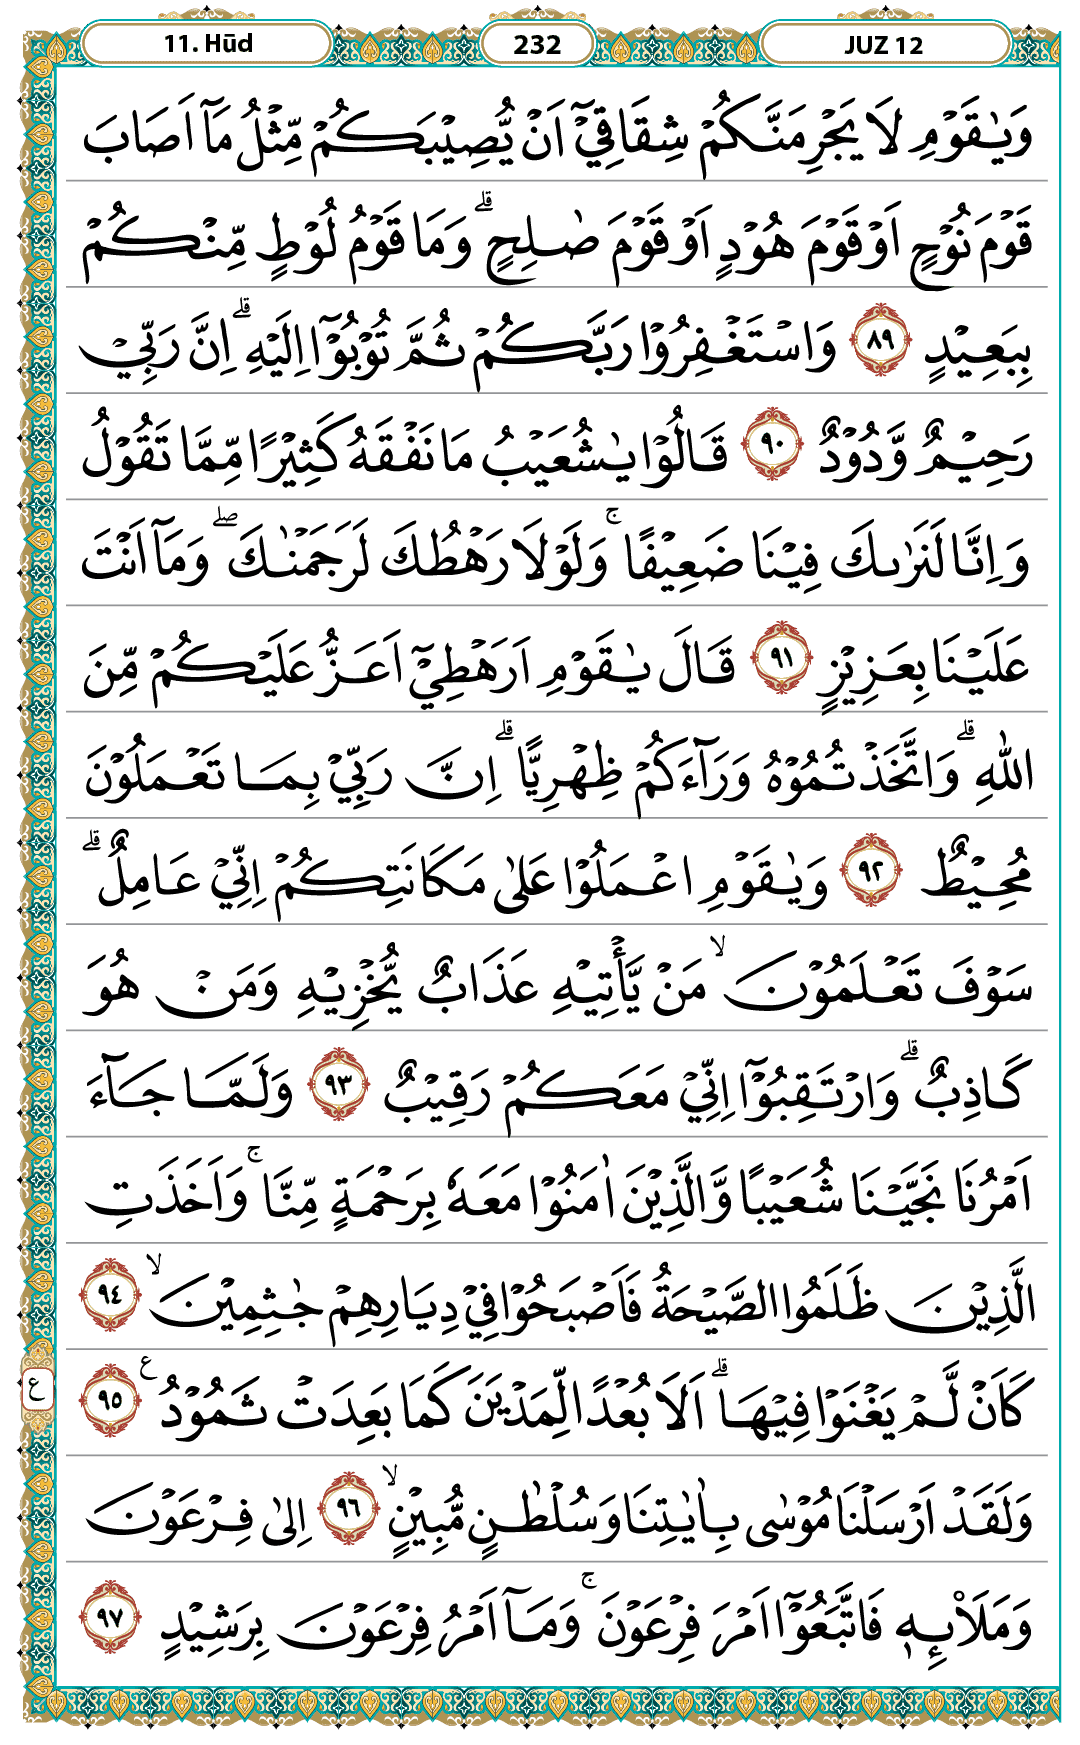 11. Hūd
232
JUZ 12
وَيٰقَوْمِ لَا يَجْرِمَنَّكُمْ شِقَاقِيْٓ اَنْ يُّصِيْبَكُمْ مِّثْلُ مَآ اَصَابَ
قَوْمَ نُوْحٍ اَوْ قَوْمَ هُوْدٍ اَوْ قَوْمَ صٰلِحٍ ۗوَمَا قَوْمُ لُوْطٍ مِّنْكُمْ
بِبَعِيْدٍ ٨٩ وَاسْتَغْفِرُوْا رَبَّكُمْ ثُمَّ تُوْبُوْٓا اِلَيْهِ ۗاِنَّ رَبِّيْ
رَحِيْمٌ وَّدُوْدٌ ٩٠ قَالُوْا يٰشُعَيْبُ مَا نَفْقَهُ كَثِيْرًا مِّمَّا تَقُوْلُ
وَاِنَّا لَنَرٰىكَ فِيْنَا ضَعِيْفًا ۚوَلَوْلَا رَهْطُكَ لَرَجَمْنٰكَ ۖوَمَآ اَنْتَ
عَلَيْنَا بِعَزِيْزٍ ٩١ قَالَ يٰقَوْمِ اَرَهْطِيْٓ اَعَزُّ عَلَيْكُمْ مِّنَ
اللّٰهِ ۗوَاتَّخَذْتُمُوْهُ وَرَآءَكُمْ ظِهْرِيًّا ۗاِنَّ رَبِّيْ بِمَا تَعْمَلُوْنَ
مُحِيْطٌ ٩٢ وَيٰقَوْمِ اعْمَلُوْا عَلٰى مَكَانَتِكُمْ اِنِّيْ عَامِلٌ ۗ
سَوْفَ تَعْلَمُوْنَ ۙ مَنْ يَّأْتِيْهِ عَذَابٌ يُّخْزِيْهِ وَمَنْ هُوَ
كَاذِبٌ ۗوَارْتَقِبُوْٓا اِنِّيْ مَعَكُمْ رَقِيْبٌ ٩٣ وَلَمَّا جَآءَ
اَمْرُنَا نَجَّيْنَا شُعَيْبًا وَّالَّذِيْنَ اٰمَنُوْا مَعَهٗ بِرَحْمَةٍ مِّنَّا ۚوَاَخَذَتِ
الَّذِيْنَ ظَلَمُوا الصَّيْحَةُ فَاَصْبَحُوْا فِيْ دِيَارِهِمْ جٰثِمِيْنَ ۙ ٩٤
كَاَنْ لَّمْ يَغْنَوْا فِيْهَا ۗ اَلَا بُعْدًا لِّمَدْيَنَ كَمَا بَعِدَتْ ثَمُوْدُ ع ٩٥
ع
وَلَقَدْ اَرْسَلْنَا مُوْسٰى بِاٰيٰتِنَا وَسُلْطٰنٍ مُّبِيْنٍ ۙ ٩٦ اِلٰى فِرْعَوْنَ
وَمَلَا۟ىِٕهٖ فَاتَّبَعُوْٓا اَمْرَ فِرْعَوْنَ ۚوَمَآ اَمْرُ فِرْعَوْنَ بِرَشِيْدٍ ٩٧